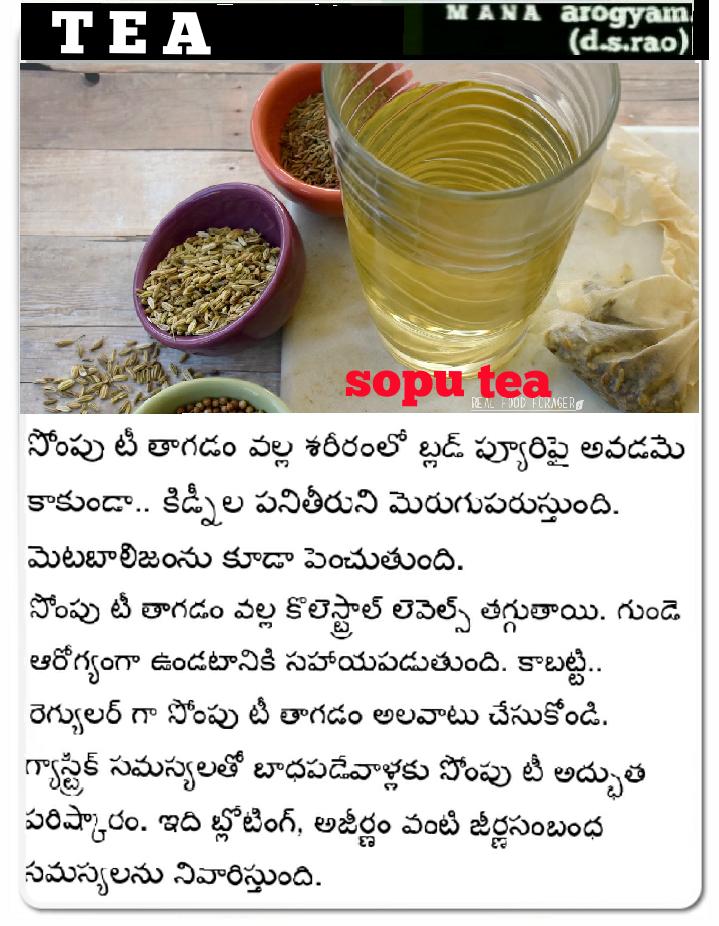 TEA
MANA arogyam
(d.s.rao)
sopu tea
REAL FOOD FORAGER
సోంపు టీ తాగడం వల్ల శరీరంలో బ్లడ్ ప్యూరిఫై అవడమె
కాకుండా.. కిడ్నీల పనితీరుని మెరుగుపరుస్తుంది.
మెటబాలిజంను కూడా పెంచుతుంది.
సోంపు టీ తాగడం వల్ల కొలెస్ట్రాల్ లెవెల్స్ తగ్గుతాయి. గుండె
ఆరోగ్యంగా ఉండటానికి సహాయపడుతుంది. కాబట్టి..
రెగ్యులర్ గా సోంపు టీ తాగడం అలవాటు చేసుకోండి.
గ్యాస్ట్రిక్ సమస్యలతో బాధపడేవాళ్లకు సోంపు టీ అద్భుత
పరిష్కారం. ఇది బ్లోటింగ్, అజీర్ణం వంటి జీర్ణసంబంధ
సమస్యలను నివారిస్తుంది.